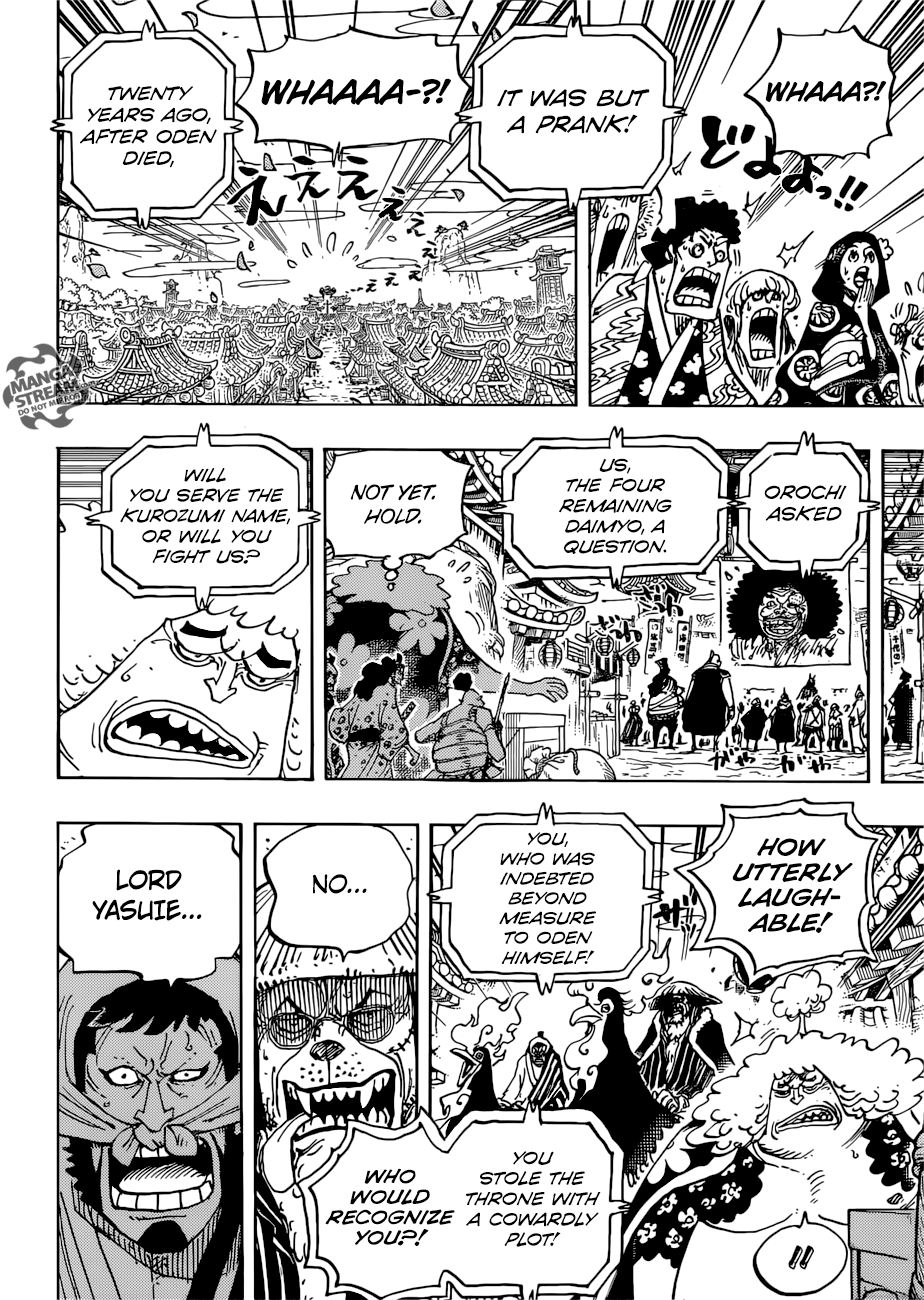 WHAAA?!
どよよっ!!
IT WAS BUT
A PRANK!
WHAAAA-?!
えええ
ええ
TWENTY
YEARS AGO,
AFTER ODEN
DIED,
MANGA
STREAM
DO NOT MIRROR
OROCHI
ASKED
US,
THE FOUR
REMAINING
DAIMYO, A
QUESTION.
NOT YET.
HOLD.
WILL
YOU SERVE THE
KUROZUMI NAME,
OR WILL YOU
FIGHT US?
HOW
UTTERLY
LAUGH-
ABLE!
YOU,
WHO WAS
INDEBTED
BEYOND
MEASURE
TO ODEN
HIMSELF!
YOU
STOLE THE
THRONE WITH
A COWARDLY
PLOT!
WHO
WOULD
RECOGNIZE
YOU?!
!!
NO...
LORD
YASUIE...